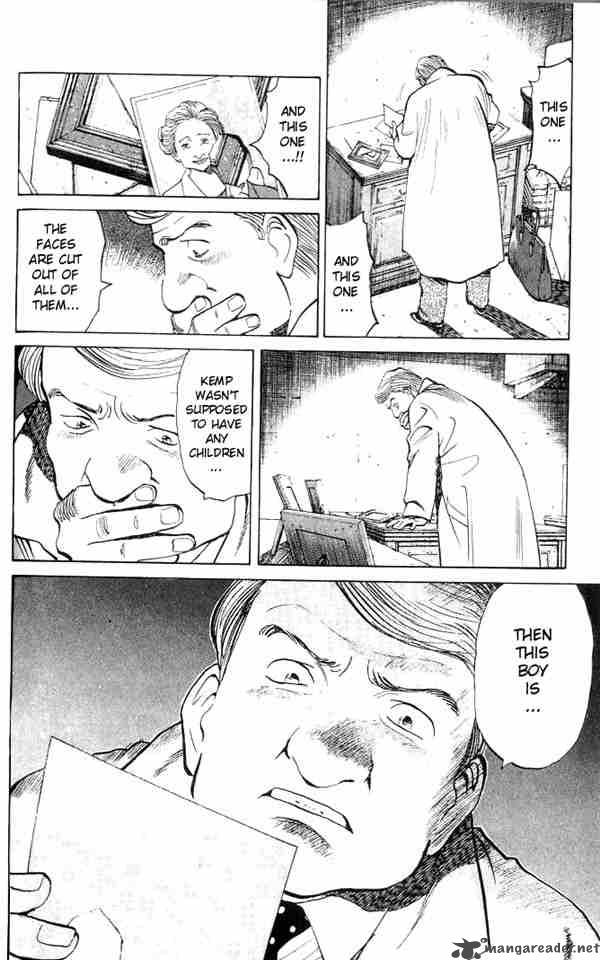 THIS
ONE
...
AND
THIS
ONE
...
AND
THIS
ONE
...!!
THE
FACES
ARE CUT
OUT OF
ALL OF
THEM...
KEMP
WASN'T
SUPPOSED
TO HAVE
ANY
CHILDREN
...
THEN
THIS
BOY
IS
...
mangareader.net